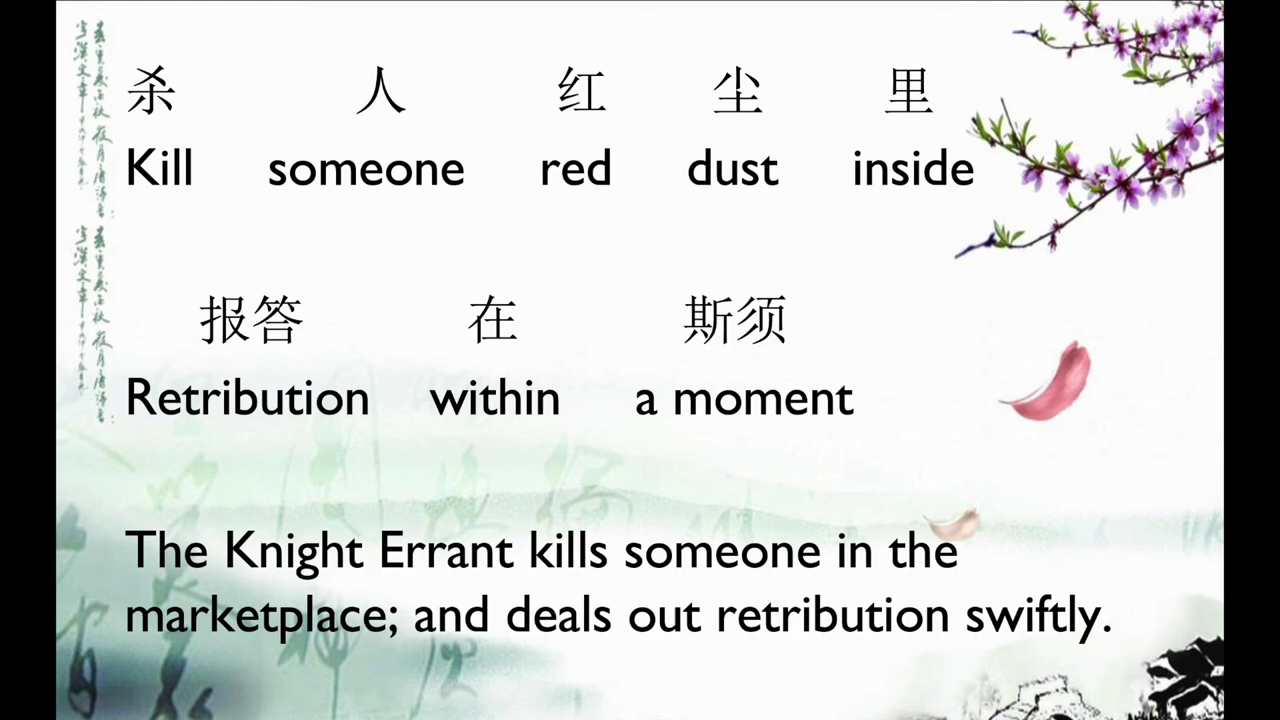 杀 人 红 尘 里
Kill someone red dust inside
报答 在 斯须
Retribution within a moment
The Knight Errant kills someone in the
marketplace; and deals out retribution swiftly.